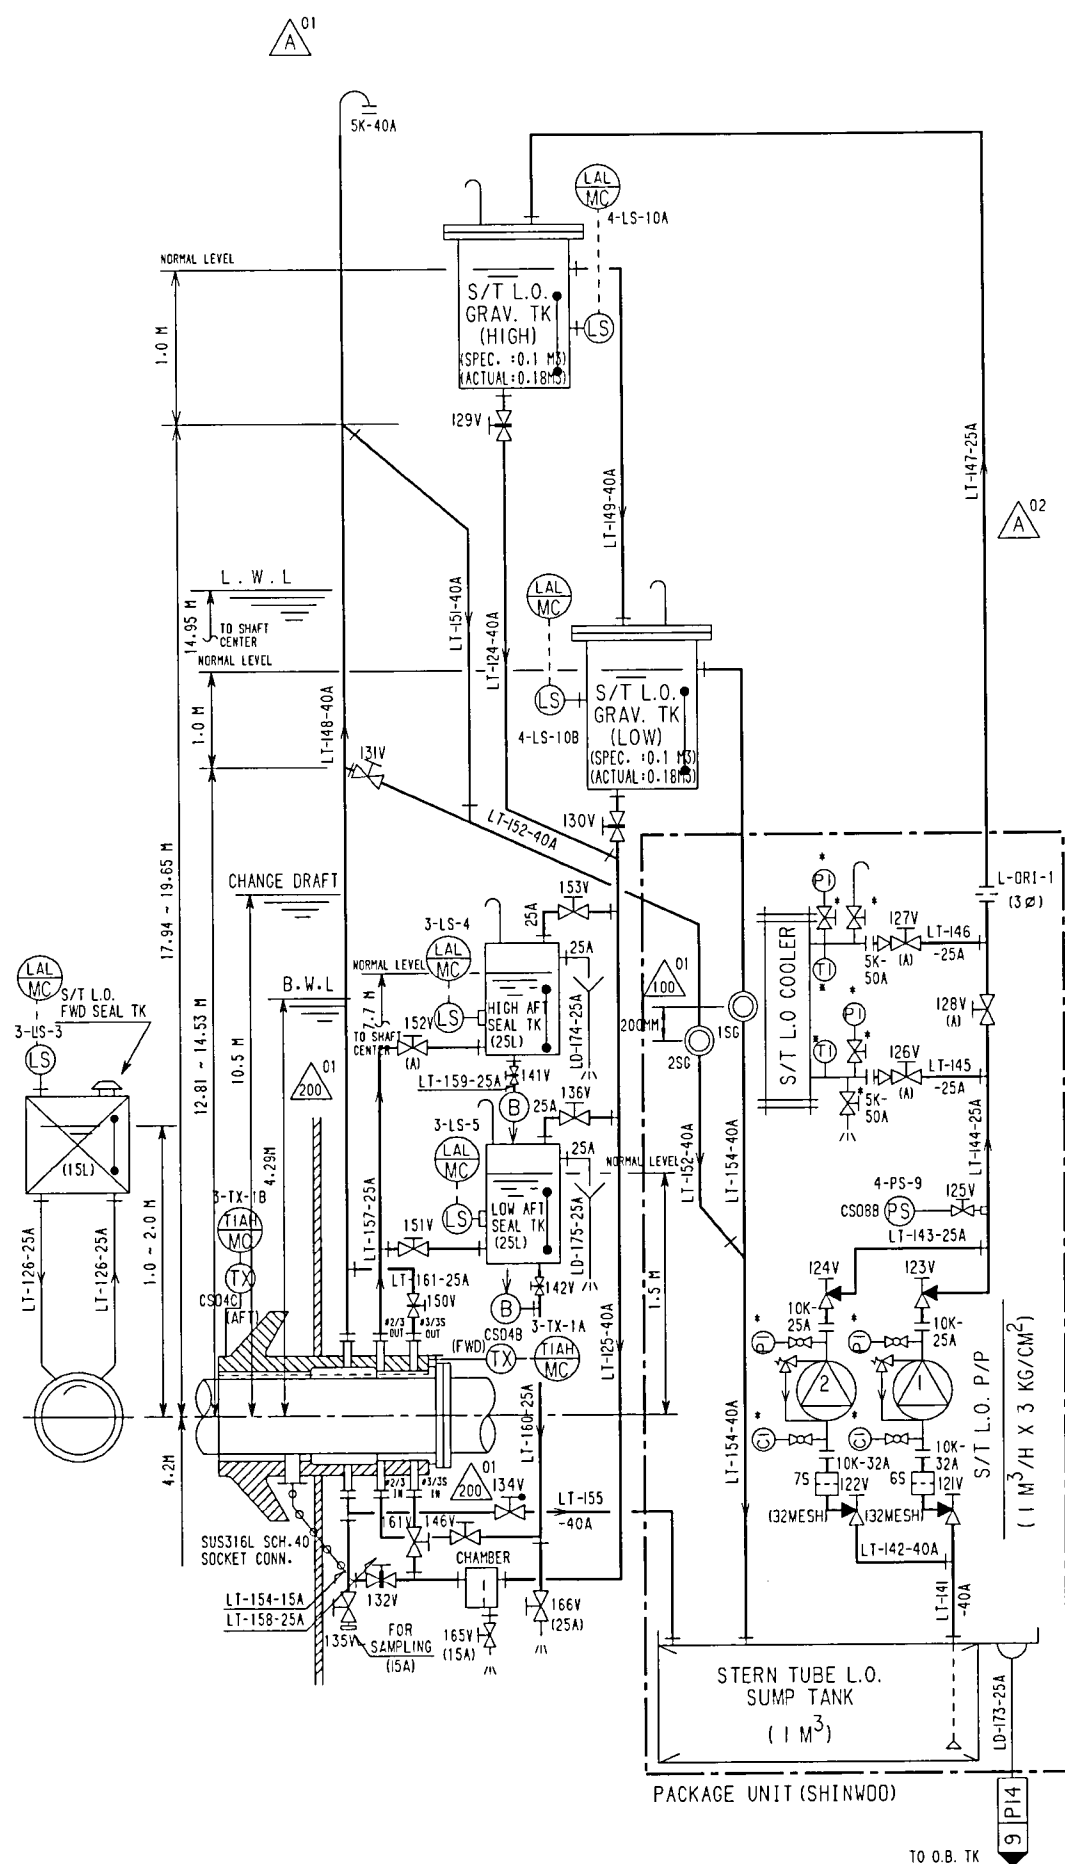 A 01
5K-40A
LAL
MC
4-LS-10A
NORMAL LEVEL
S/T L.O.
GRAV. TK
(HIGH)
(SPEC. :0.1 M3)
(ACTUAL:0.18M3)
LS
1.0 M
129V
LT-147-25A
LT-149-40A
A 02
L.W.L
14.95 M
TO SHAFT
CENTER
LT-151-40A
LT-124-40A
LAL
MC
NORMAL LEVEL
LS
4-LS-10B
S/T L.O.
GRAV. TK
(LOW)
(SPEC. :0.1 M3)
(ACTUAL:0.18M3)
1.0 M
LT-148-40A
131V
LT-152-40A
130V
17.94 ~ 19.65 M
12.81 ~ 14.53 M
CHANGE DRAFT
10.5 M
153V
25A
3-LS-4
LAL
MC
NORMAL LEVEL
7.7 M
TO SHAFT
CENTER
LS
152V
(A)
HIGH AFT
SEAL TK
(25L)
25A
LD-174-25A
100 01
200MM
1SG
2SG
* PI
*
*
L-ORI-1
(3Ø)
127V
(A)
LT-146
-25A
5K-
50A
TI
*
S/T L.O COOLER
* PI
*
128V
(A)
* TI
126V
(A)
LT-145
-25A
*
5K-
50A
LT-144-25A
LAL
MC
S/T L.O.
FWD SEAL TK
3-LS-3
LS
(15L)
B.W.L
4.29M
200 01
LT-159-25A
141V
B
136V
25A
3-LS-5
LAL
MC
LS
LOW AFT
SEAL TK
(25L)
25A
NORMAL LEVEL
LD-175-25A
1.5 M
LT-152-40A
LT-154-40A
LT-157-25A
151V
LT-161-25A
142V
B
150V
1.0 ~ 2.0 M
LT-126-25A
LT-126-25A
3-TX-1B
TIAH
MC
TX
CS04C
(AFT)
#2/3
OUT
#3/3S
OUT
CS04B
(FWD)
TX
3-TX-1A
TIAH
MC
LT-125-40A
4-PS-9
CS08B
PS
125V
LT-143-25A
124V
123V
10K-
25A
10K-
25A
* PI
* PI
2
1
* CI
* CI
10K-32A
10K-
32A
7S
6S
122V
121V
(32MESH)
(32MESH)
LT-142-40A
LT-141
-40A
S/T L.O. P/P
(1 M³/H X 3 KG/CM²)
LT-160-25A
LT-154-40A
4.2M
#2/3
IN
#3/3S
IN
200 01
134V
LT-155
-40A
161V
146V
SUS316L SCH.40
SOCKET CONN.
LT-154-15A
LT-158-25A
132V
CHAMBER
135V
FOR
SAMPLING
(15A)
165V
(15A)
166V
(25A)
STERN TUBE L.O.
SUMP TANK
(1 M³)
LD-173-25A
PACKAGE UNIT (SHINWOO)
9 P14
TO O.B. TK